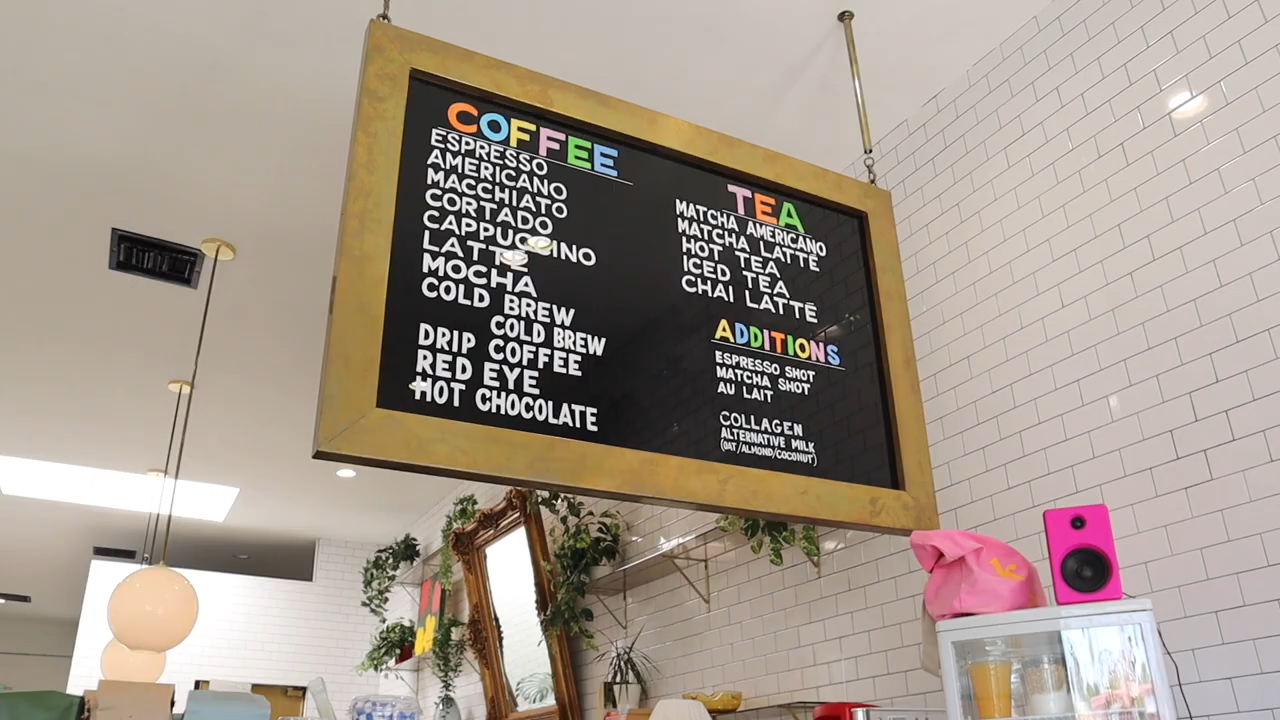 COFFEE
ESPRESSO
AMERICANO
MACCHIATO
CORTADO
CAPPUCCINO
LATTE
MOCHA
COLD BREW
COLD BREW
DRIP COFFEE
RED EYE
HOT CHOCOLATE
TEA
MATCHA AMERICANO
MATCHA LATTE
HOT TEA
ICED TEA
CHAI LATTE
ADDITIONS
ESPRESSO SHOT
MATCHA SHOT
AU LAIT
COLLAGEN
ALTERNATIVE MILK
(OAT/ALMOND/COCONUT)